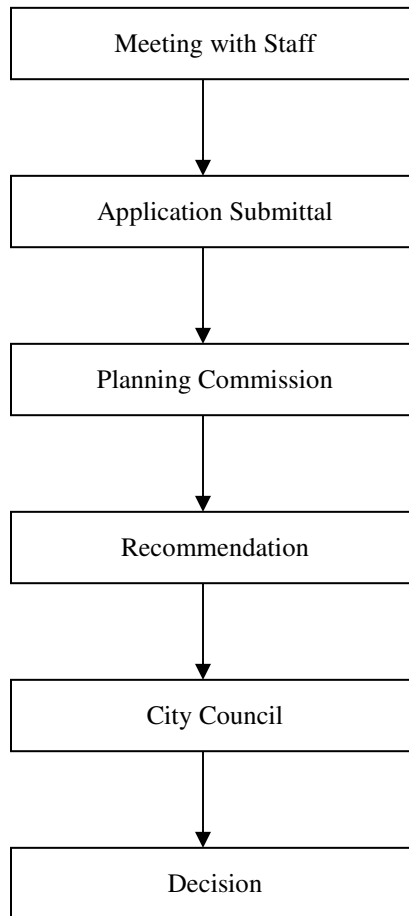 Meeting with Staff
Application Submittal
Planning Commission
Recommendation
City Council
Decision